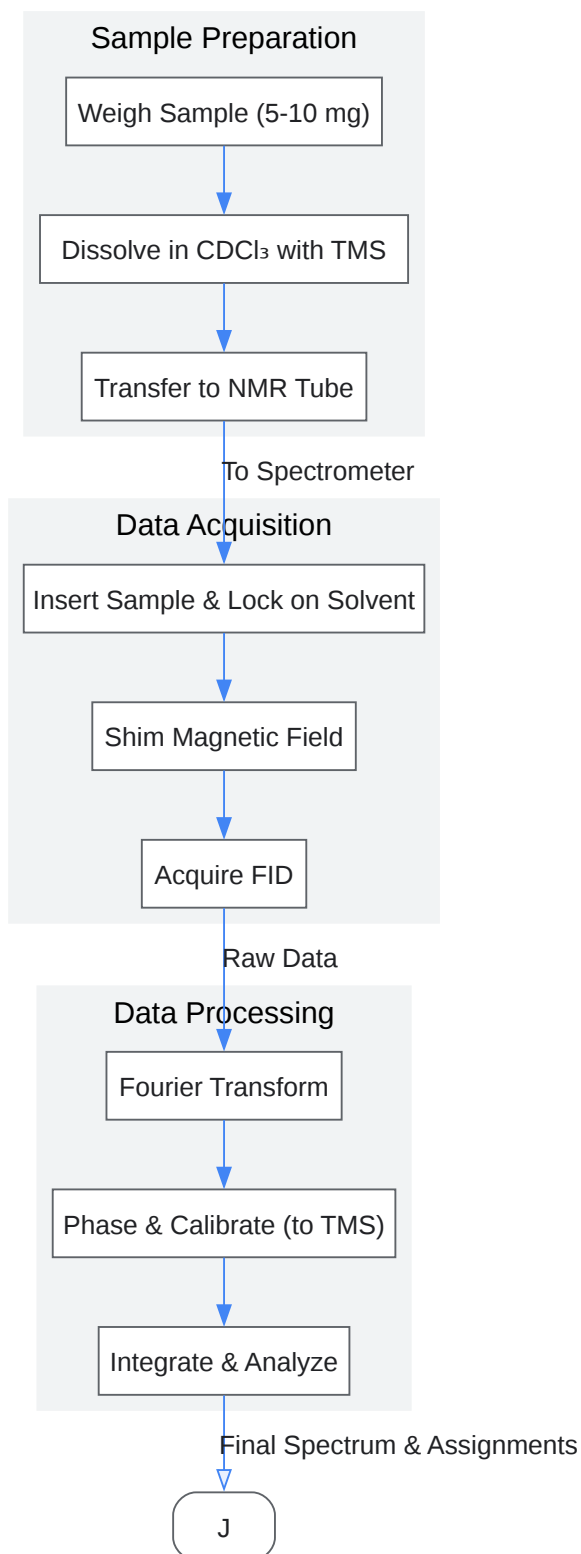 Sample Preparation
Weigh Sample (5-10 mg)
Dissolve in CDCl₃ with TMS
Transfer to NMR Tube
To Spectrometer
Data Acquisition
Insert Sample & Lock on Solvent
Shim Magnetic Field
Acquire FID
Raw Data
Data Processing
Fourier Transform
Phase & Calibrate (to TMS)
Integrate & Analyze
Final Spectrum & Assignments
J